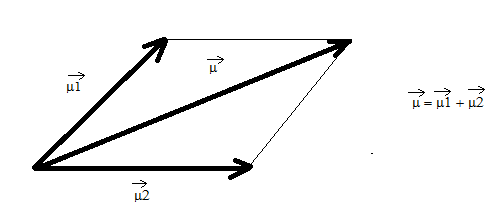 μ
μ1
μ = μ1 + μ2
μ2